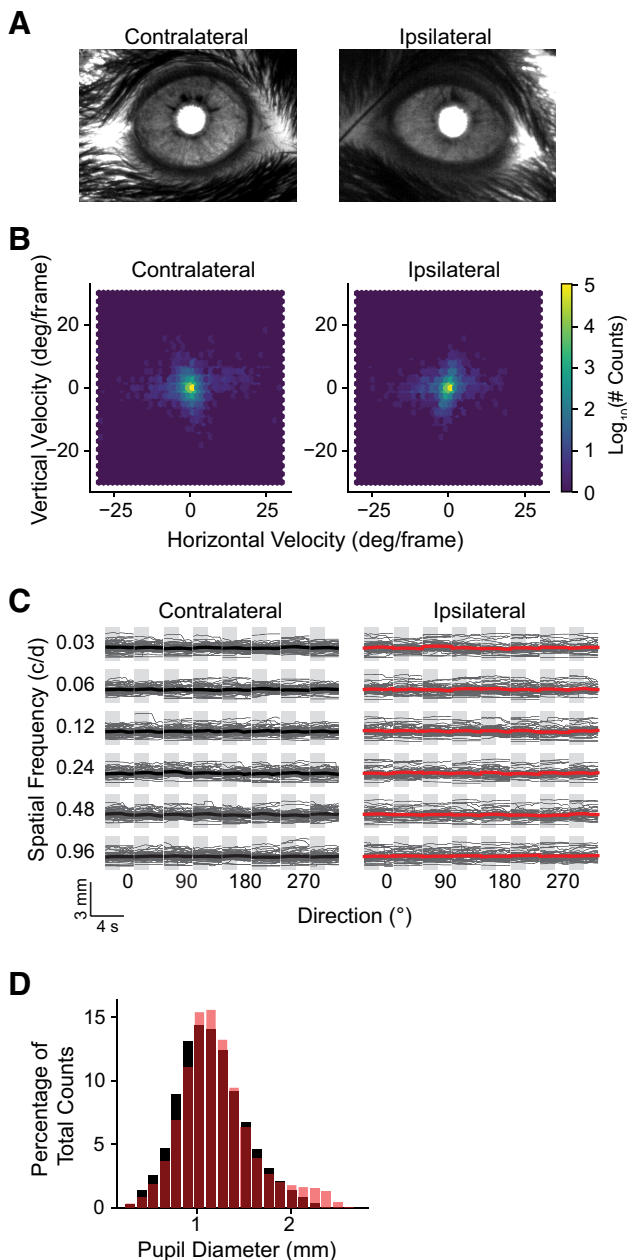 A
Contralateral Ipsilateral
B
Contralateral Ipsilateral
Vertical Velocity (deg/frame)
20
0
−20
−25 0 25 −25 0 25
Horizontal Velocity (deg/frame)
5
4
3
2
1
0
Log10(# Counts)
C
Contralateral Ipsilateral
Spatial Frequency (c/d)
0.03
0.06
0.12
0.24
0.48
0.96
0 90 180 270 0 90 180 270
3 mm
4 s
Direction (°)
D
Percentage of
Total Counts
15
10
5
0
1 2
Pupil Diameter (mm)